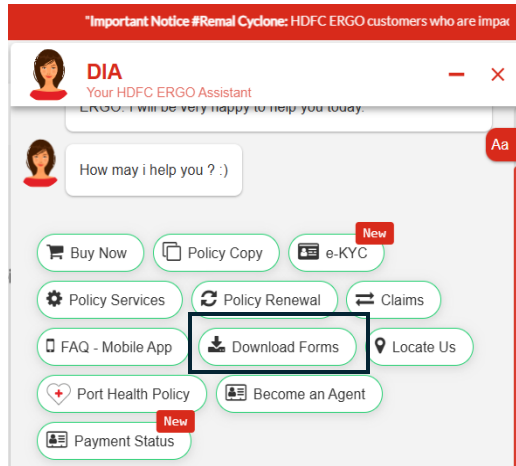 "Important Notice #Remal Cyclone: HDFC ERGO customers who are impac
DIA
Your HDFC ERGO Assistant
ERGO. I will be very happy to help you today.
Aa
How may i help you ? :)
New
Buy Now Policy Copy e-KYC
Policy Services Policy Renewal Claims
FAQ - Mobile App Download Forms Locate Us
Port Health Policy Become an Agent
New
Payment Status